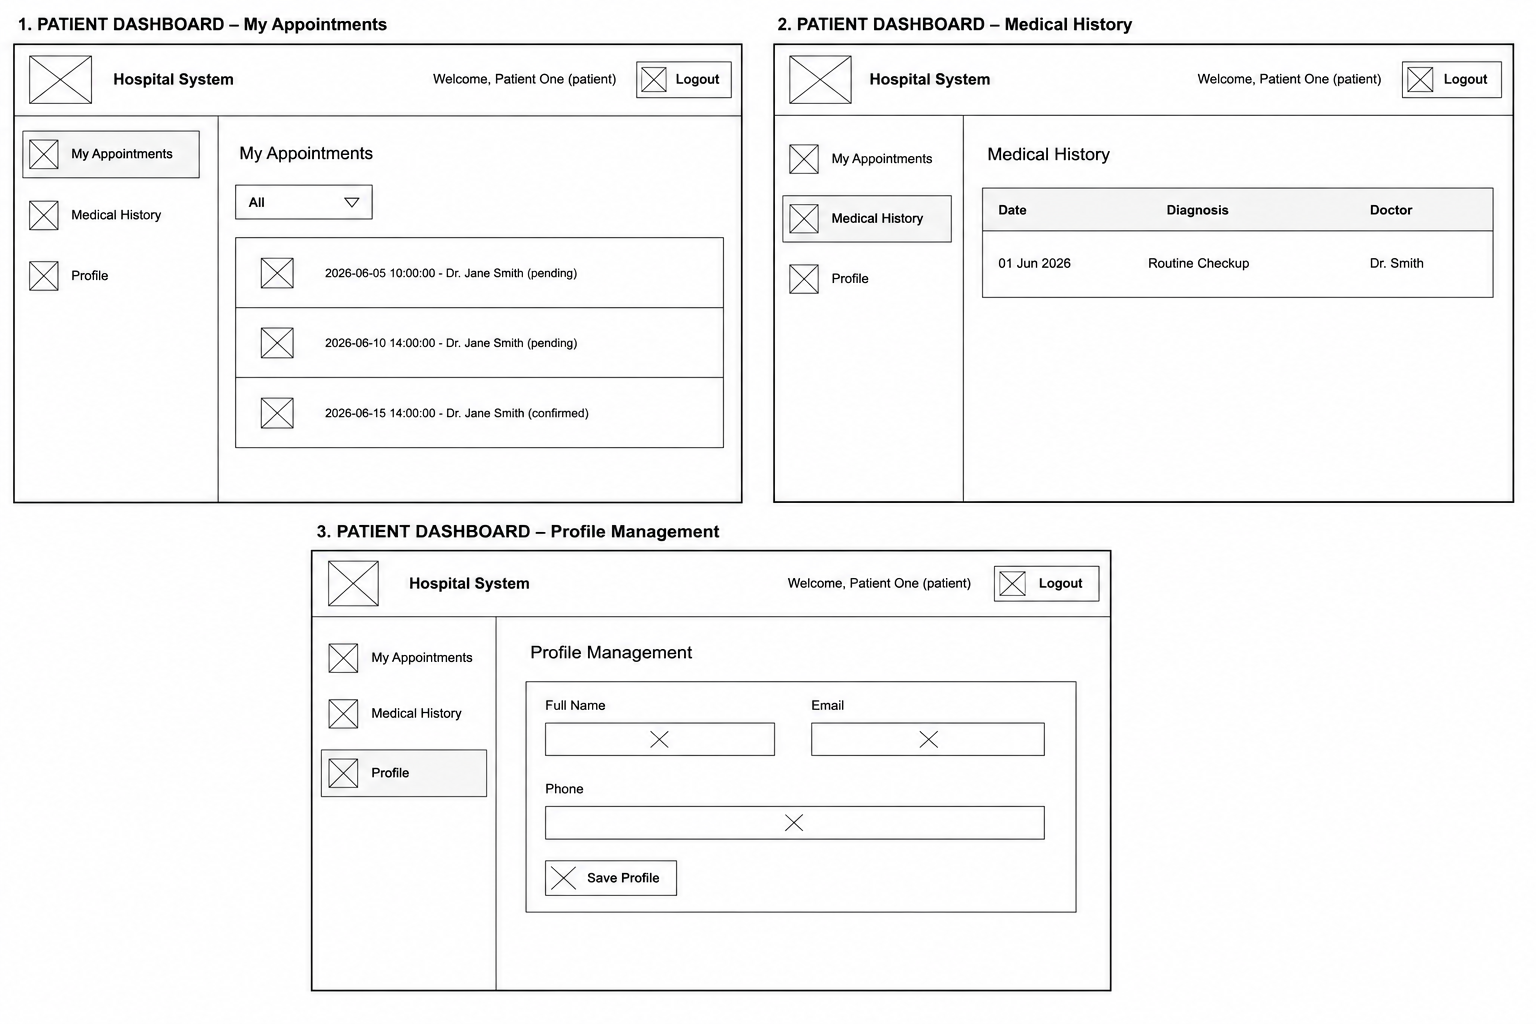 1. PATIENT DASHBOARD – My Appointments
Hospital System
Welcome, Patient One (patient)
Logout
My Appointments
Medical History
Profile
My Appointments
All
2026-06-05 10:00:00 - Dr. Jane Smith (pending)
2026-06-10 14:00:00 - Dr. Jane Smith (pending)
2026-06-15 14:00:00 - Dr. Jane Smith (confirmed)
2. PATIENT DASHBOARD – Medical History
Hospital System
Welcome, Patient One (patient)
Logout
My Appointments
Medical History
Profile
Medical History
Date Diagnosis Doctor
01 Jun 2026 Routine Checkup Dr. Smith
3. PATIENT DASHBOARD – Profile Management
Hospital System
Welcome, Patient One (patient)
Logout
My Appointments
Medical History
Profile
Profile Management
Full Name Email
Phone
Save Profile